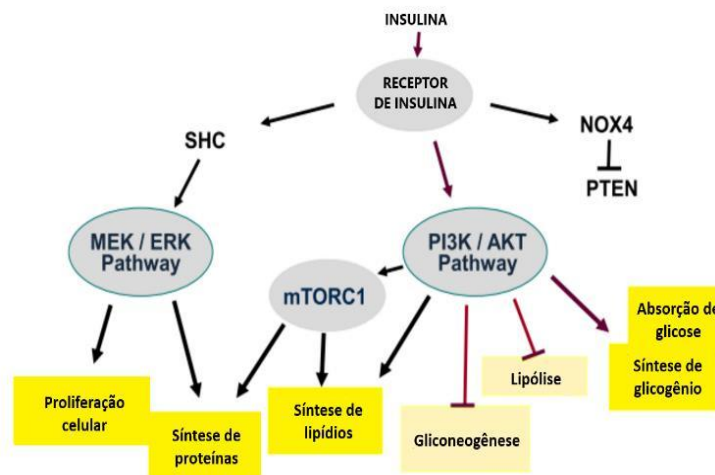 INSULINA
RECEPTOR
DE INSULINA
SHC
NOX4
PTEN
MEK / ERK
Pathway
PI3K / AKT
Pathway
mTORC1
Absorção de
glicose
Síntese de
glicogênio
Lipólise
Proliferação
celular
Síntese de
proteínas
Síntese de
lipídios
Gliconeogênese